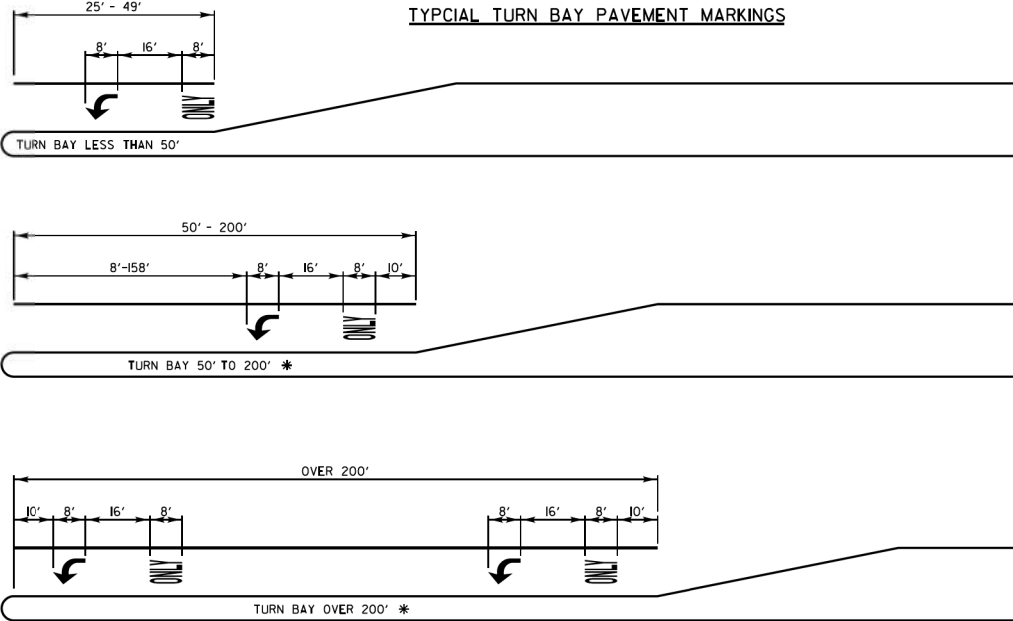 25' - 49'
TYPCIAL TURN BAY PAVEMENT MARKINGS
8' 16' 8'
ONLY
TURN BAY LESS THAN 50'
50' - 200'
8'-158' 8' 16' 8' 10'
ONLY
TURN BAY 50' TO 200' *
OVER 200'
10' 8' 16' 8' 8' 16' 8' 10'
ONLY ONLY
TURN BAY OVER 200' *